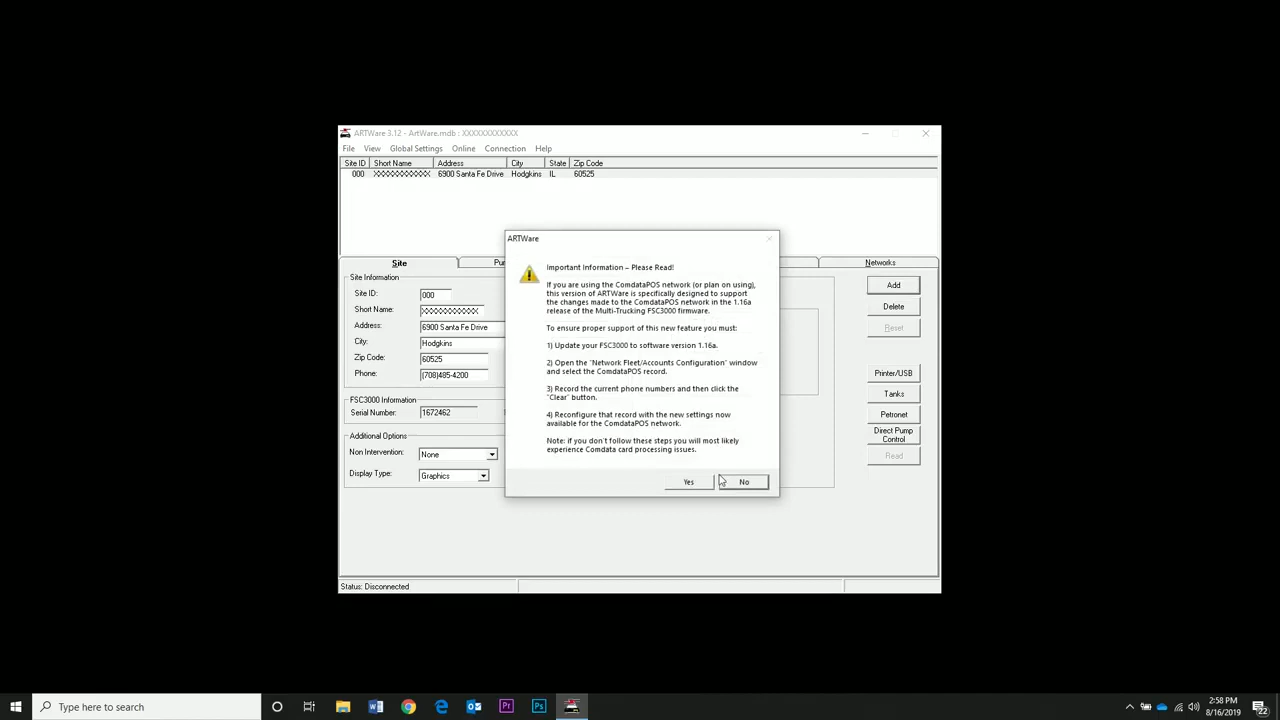 ARTWare 3.12 - ArtWare.mdb : XXXXXXXXXXXX
File View Global Settings Online Connection Help
Site ID Short Name Address City State Zip Code
000 XXXXXXXXXXXX 6900 Santa Fe Drive Hodgkins IL 60525
Site Networks
Site Information
Site ID: 000
Short Name: XXXXXXXXXXXX
Address: 6900 Santa Fe Drive
City: Hodgkins
Zip Code: 60525
Phone: (708)485-4200
FSC3000 Information
Serial Number: 1672462
Additional Options
Non Intervention: None
Display Type: Graphics
Add
Delete
Reset
Printer/USB
Tanks
Petronet
Direct Pump
Control
Read
ARTWare
Important Information – Please Read!
If you are using the ComdataPOS network (or plan on using),
this version of ARTWare is specifically designed to support
the changes made to the ComdataPOS network in the 1.16a
release of the Multi-Trucking FSC3000 firmware.
To ensure proper support of this new feature you must:
1) Update your FSC3000 to software version 1.16a.
2) Open the "Network Fleet/Accounts Configuration" window
and select the ComdataPOS record.
3) Record the current phone numbers and then click the
"Clear" button.
4) Reconfigure that record with the new settings now
available for the ComdataPOS network.
Note: if you don't follow these steps you will most likely
experience Comdata card processing issues.
Yes No
Status: Disconnected
Type here to search
2:58 PM
8/16/2019